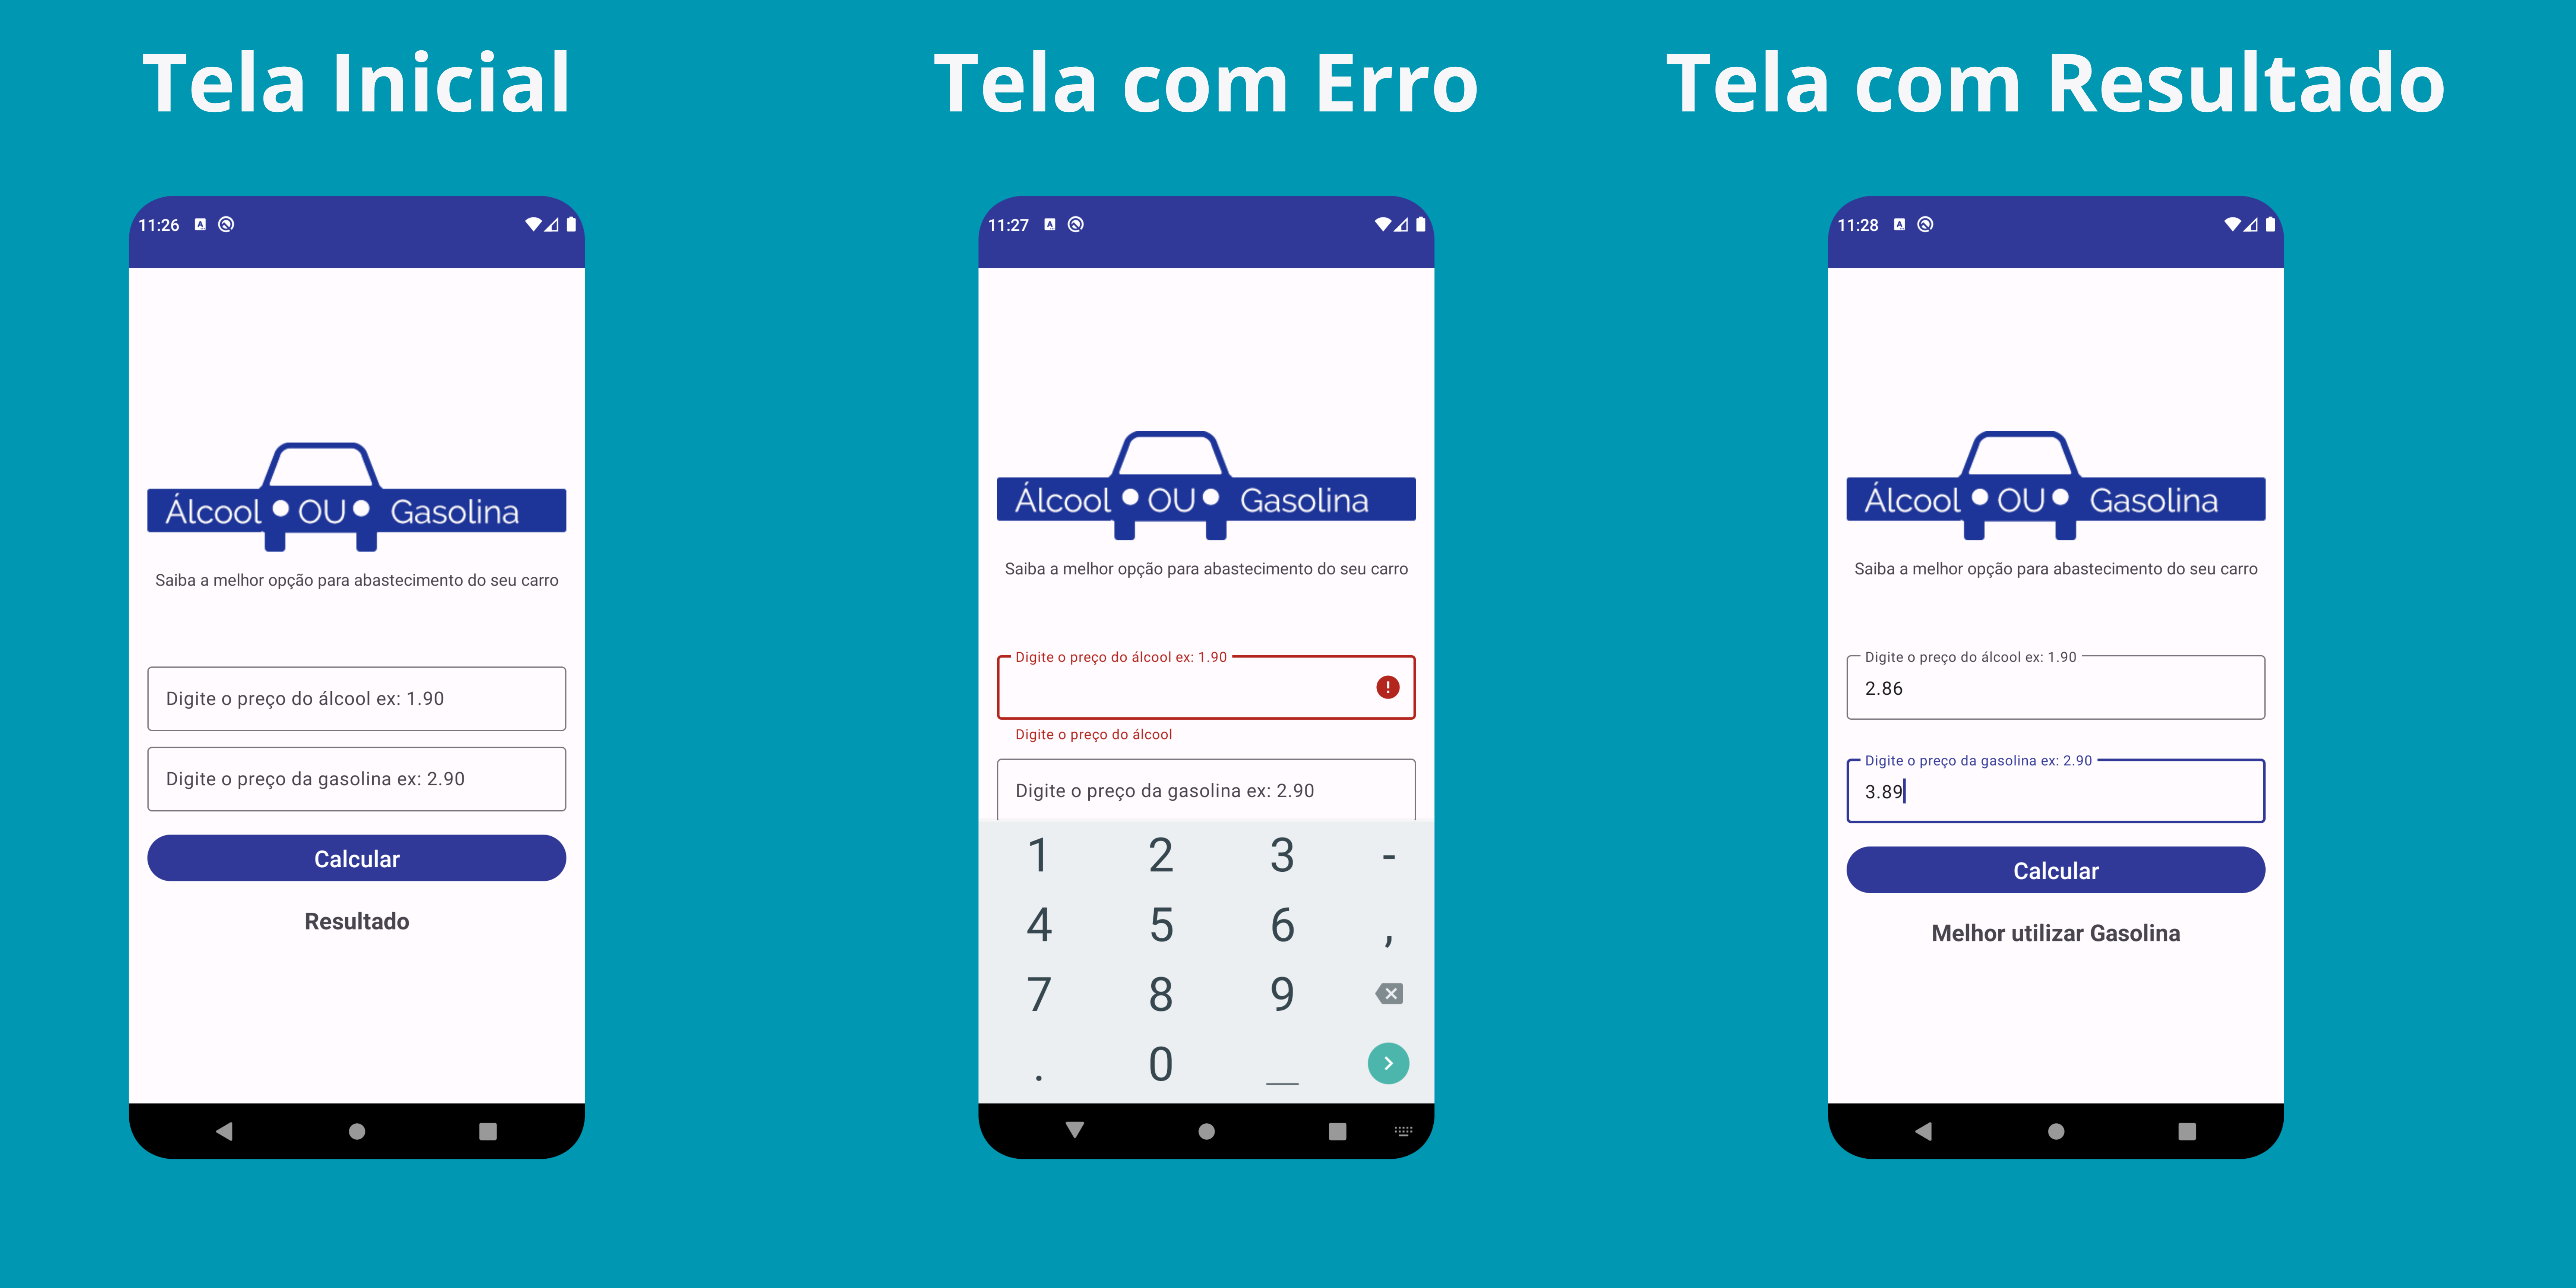 Tela Inicial
11:26
Álcool OU Gasolina
Saiba a melhor opção para abastecimento do seu carro
Digite o preço do álcool ex: 1.90
Digite o preço da gasolina ex: 2.90
Calcular
Resultado
Tela com Erro
11:27
Álcool OU Gasolina
Saiba a melhor opção para abastecimento do seu carro
Digite o preço do álcool ex: 1.90
Digite o preço do álcool
Digite o preço da gasolina ex: 2.90
1 2 3 -
4 5 6 ,
7 8 9
. 0
Tela com Resultado
11:28
Álcool OU Gasolina
Saiba a melhor opção para abastecimento do seu carro
Digite o preço do álcool ex: 1.90
2.86
Digite o preço da gasolina ex: 2.90
3.89
Calcular
Melhor utilizar Gasolina